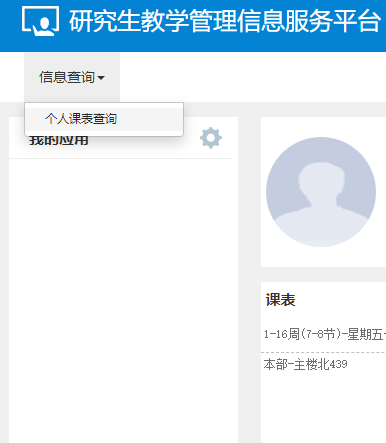 研究生教学管理信息服务平台
信息查询
个人课表查询
我的应用
课表
1-16周(7-8节)-星期五-
本部-主楼北439